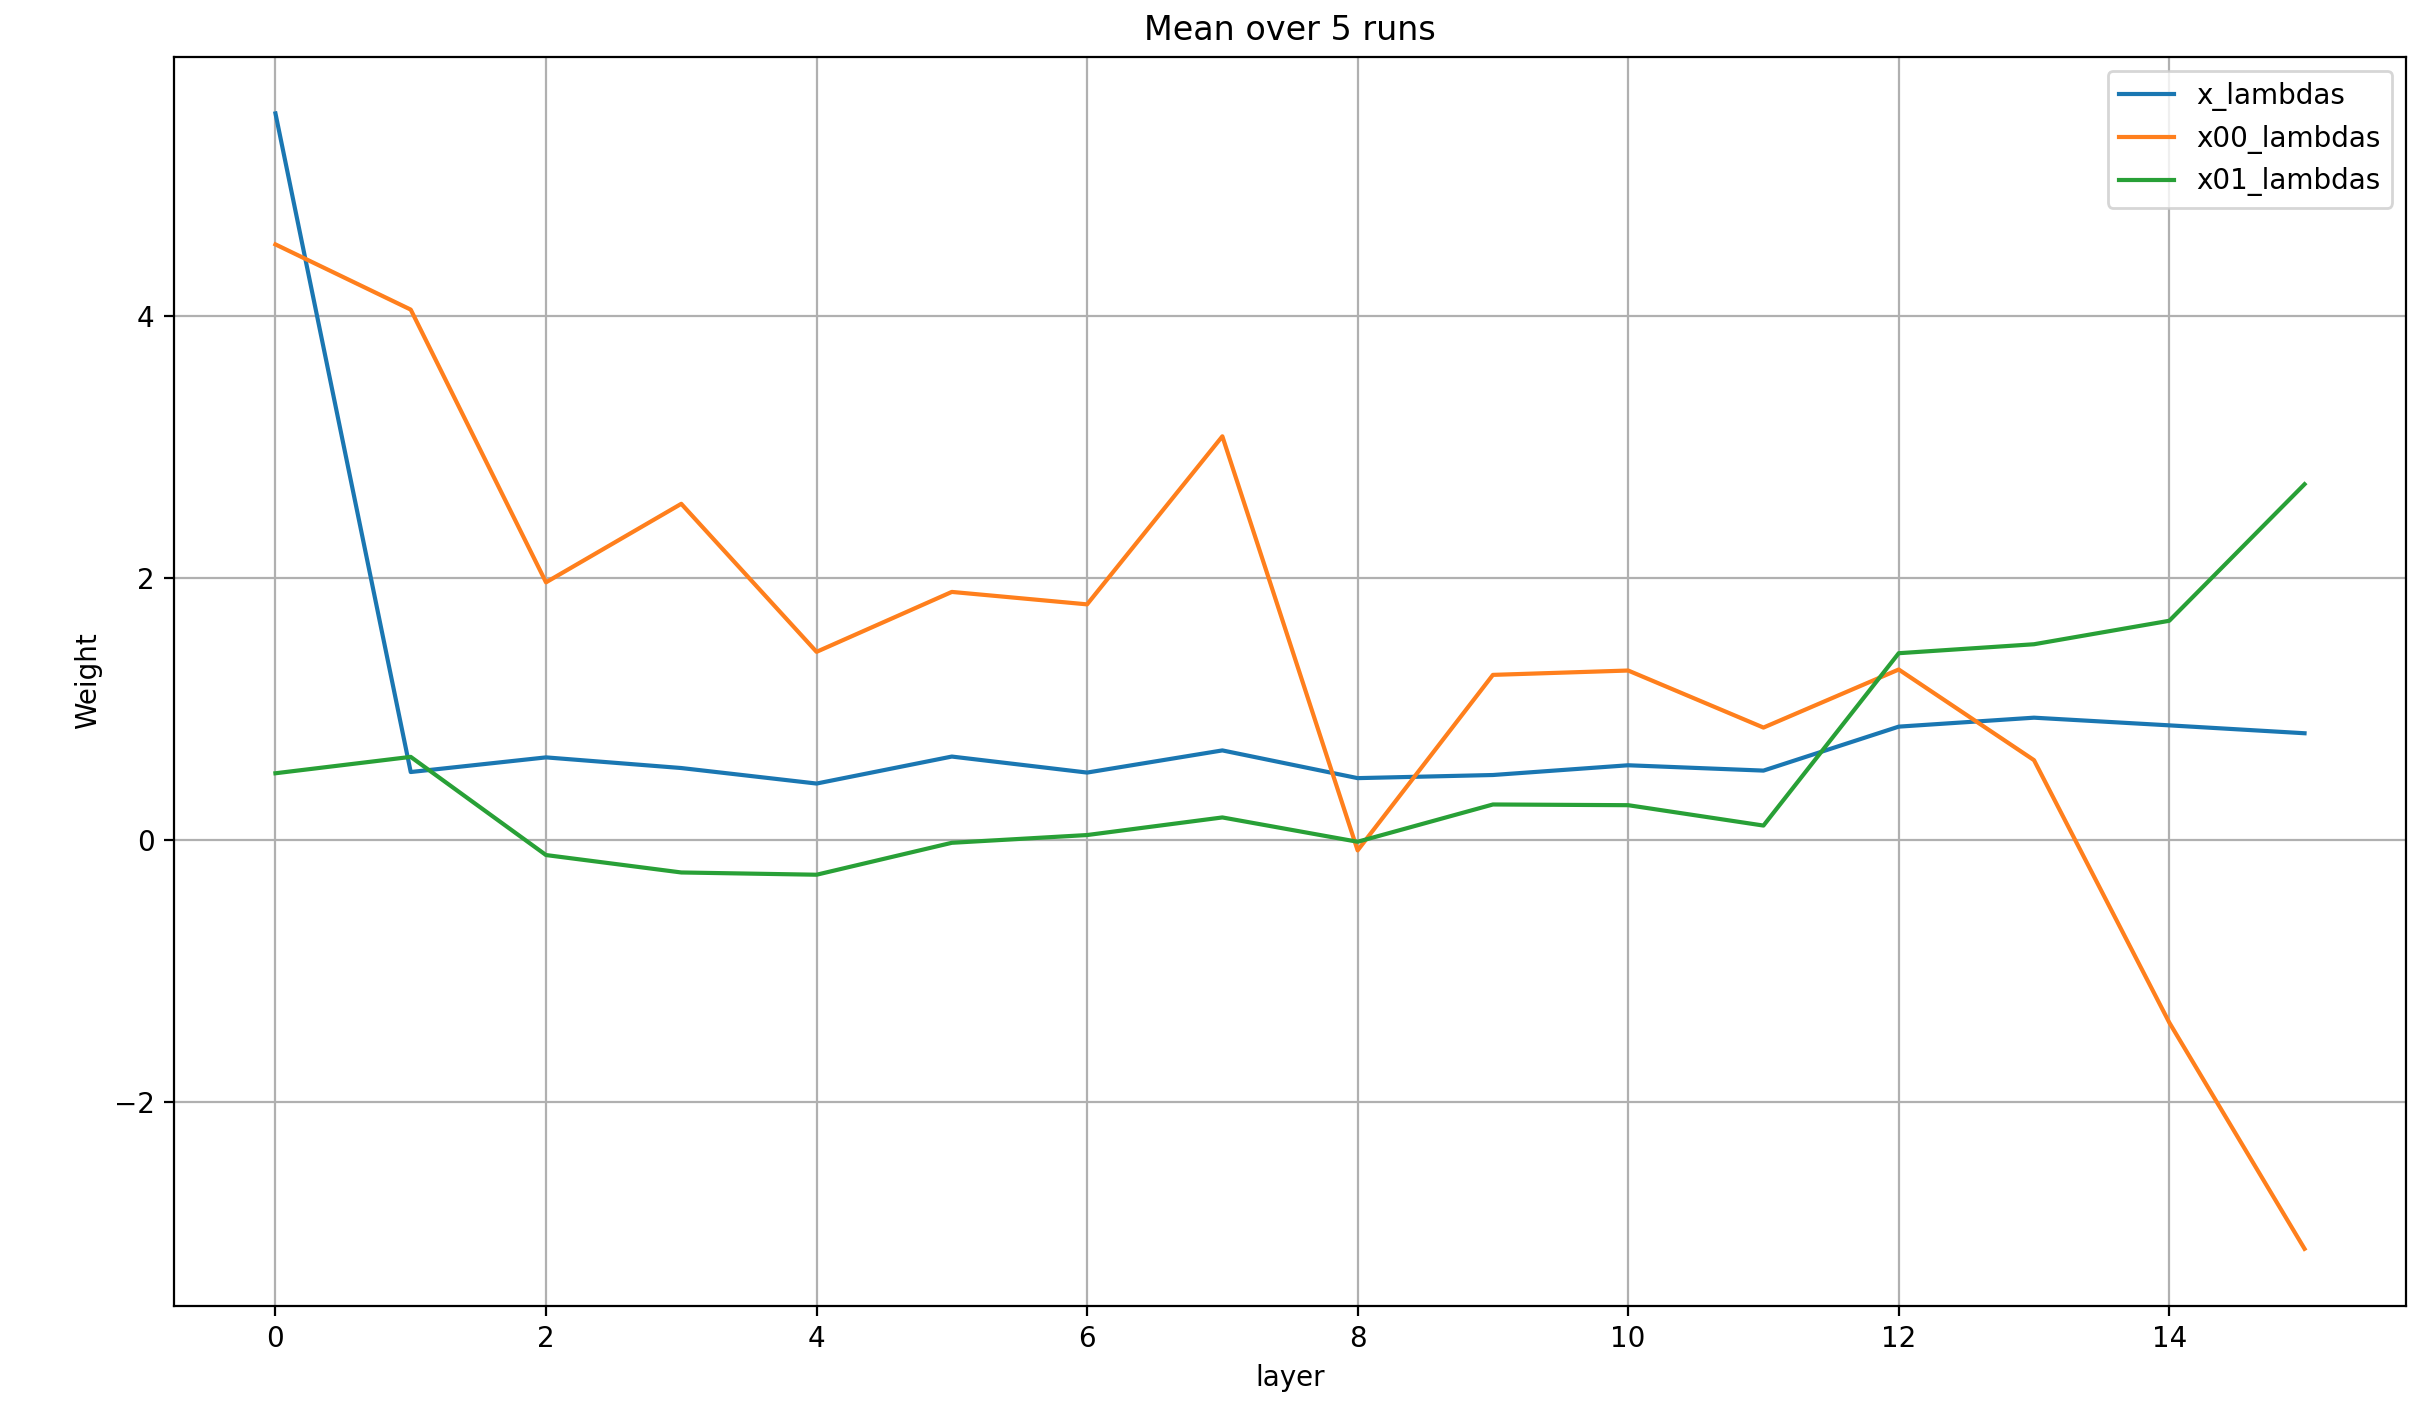 Mean over 5 runs
x_lambdas
x00_lambdas
x01_lambdas
Weight
4
2
0
−2
0 2 4 6 8 10 12 14
layer